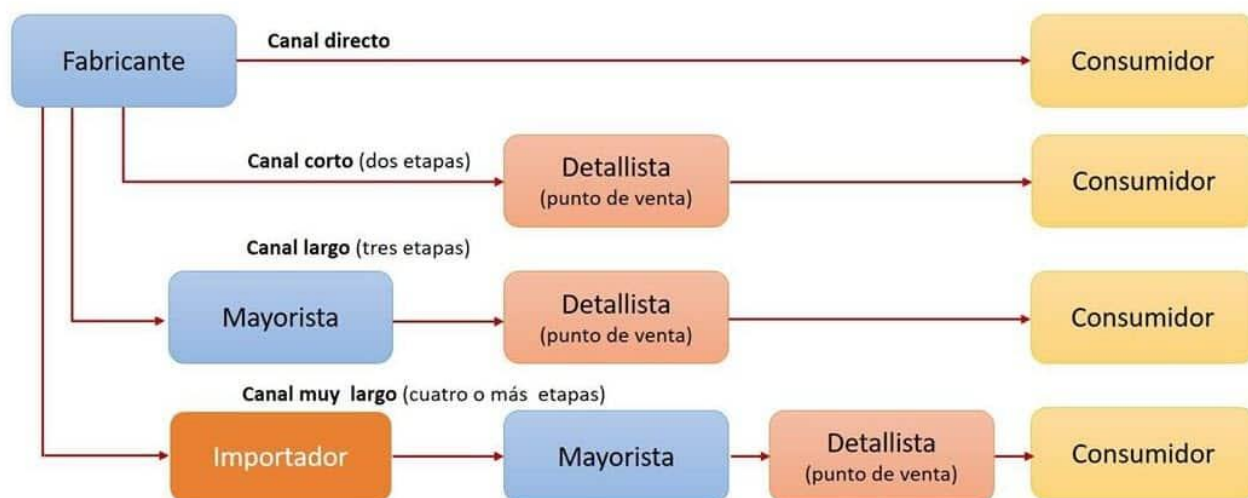 Fabricante
Canal directo
Consumidor
Canal corto (dos etapas)
Detallista
(punto de venta)
Consumidor
Canal largo (tres etapas)
Mayorista
Detallista
(punto de venta)
Consumidor
Canal muy largo (cuatro o más etapas)
Importador
Mayorista
Detallista
(punto de venta)
Consumidor